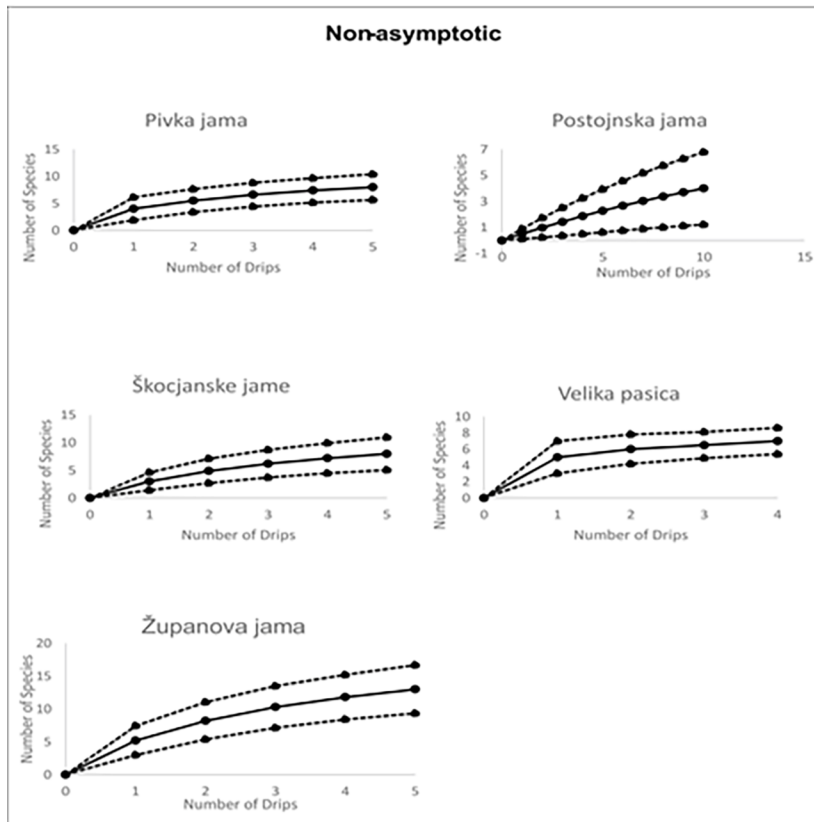 Non-asymptotic
Pivka jama
Number of Species
15
10
5
0
0 1 2 3 4 5
Number of Drips
Postojnska jama
Number of Species
7
5
3
1
-1
0 5 10 15
Number of Drips
Škocjanske jame
Number of Species
15
10
5
0
0 1 2 3 4 5
Number of Drips
Velika pasica
Number of Species
10
8
6
4
2
0
0 1 2 3 4
Number of Drips
Županova jama
Number of Species
20
15
10
5
0
0 1 2 3 4 5
Number of Drips